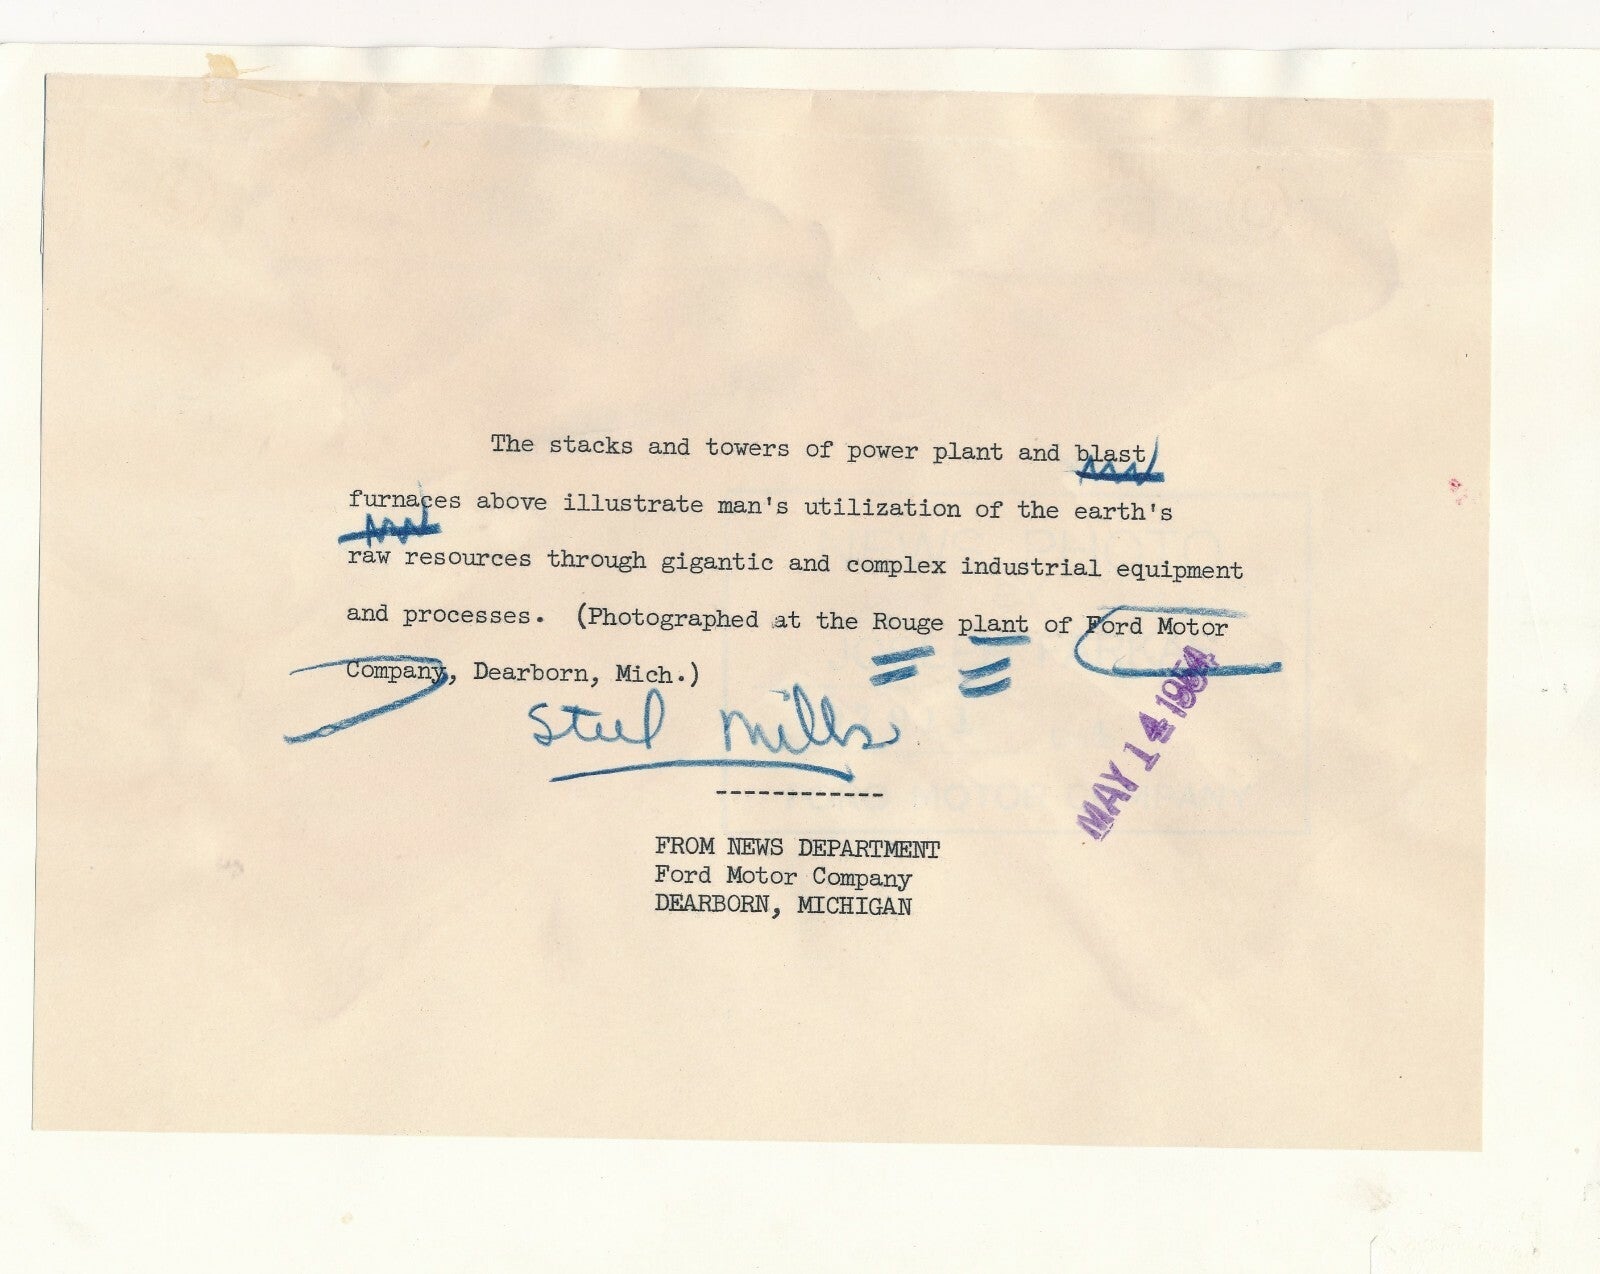 The stacks and towers of power plant and blast
furnaces above illustrate man's utilization of the earth's
raw resources through gigantic and complex industrial equipment
and processes. (Photographed at the Rouge plant of Ford Motor
Company, Dearborn, Mich.)
Steel Mills
MAY 14 1954
------------
FROM NEWS DEPARTMENT
Ford Motor Company
DEARBORN, MICHIGAN